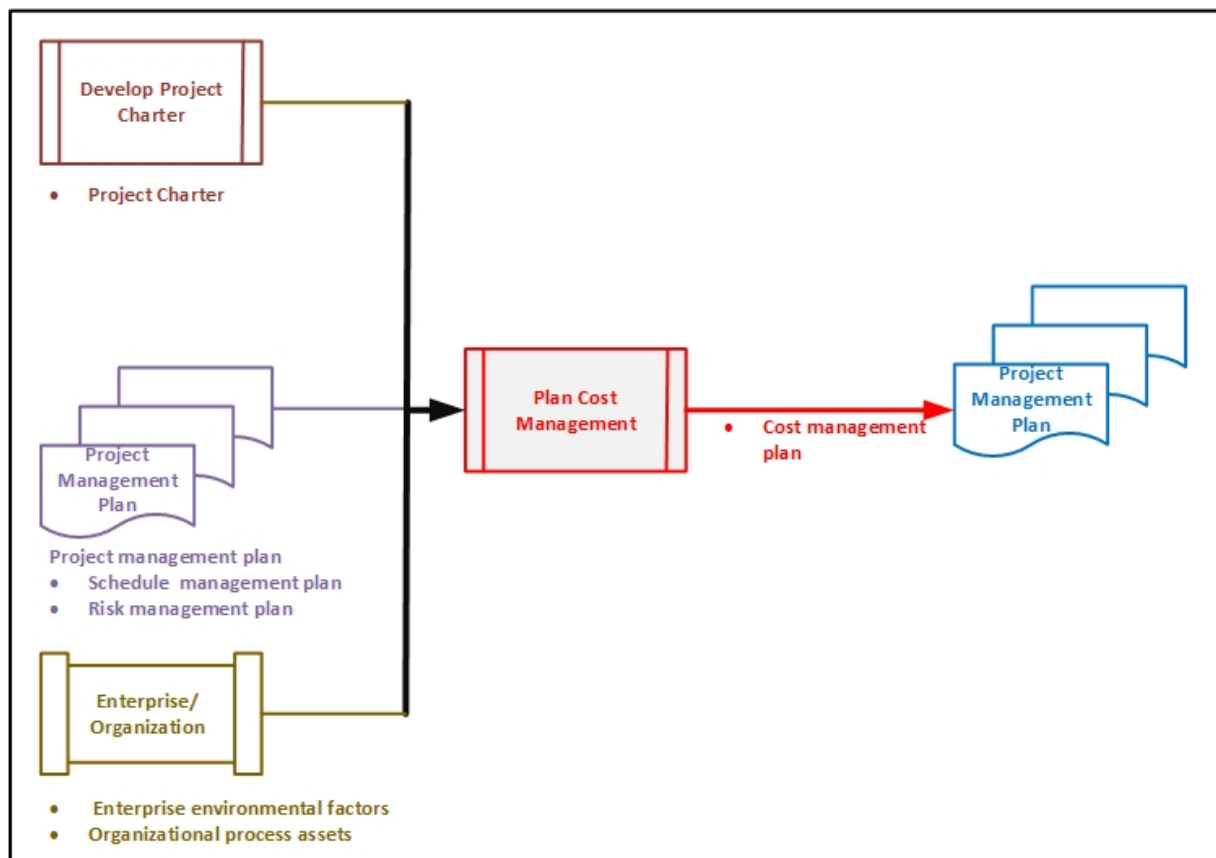 Develop Project
Charter
• Project Charter
Project
Management
Plan
Project management plan
• Schedule management plan
• Risk management plan
Enterprise/
Organization
• Enterprise environmental factors
• Organizational process assets
Plan Cost
Management
• Cost management
plan
Project
Management
Plan